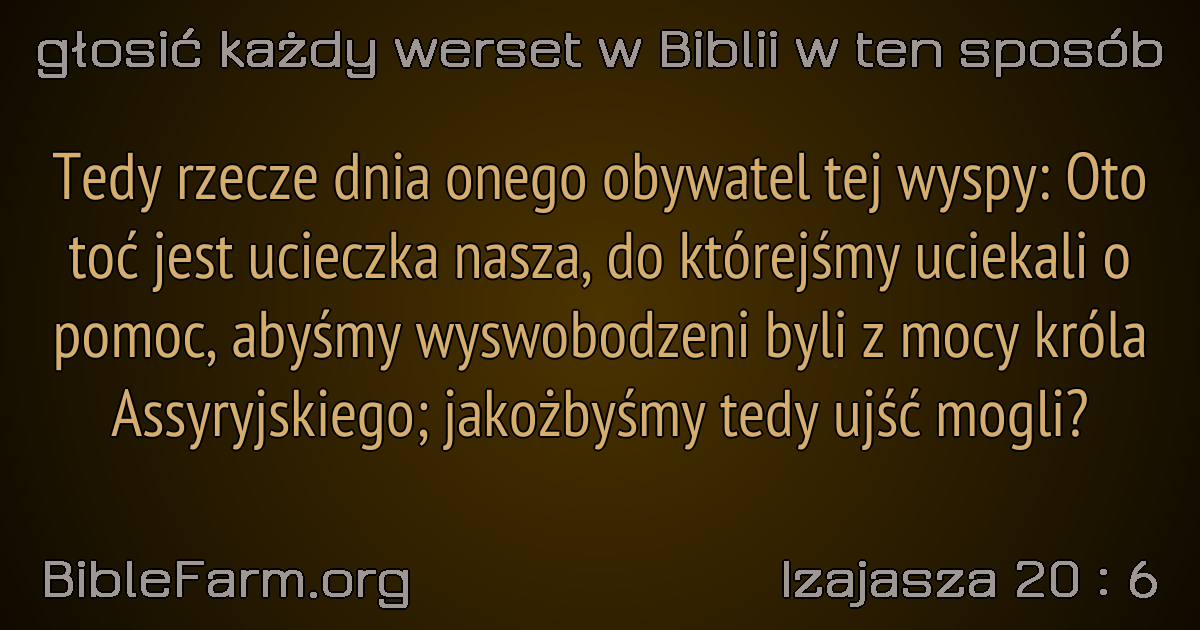 głosić każdy werset w Biblii w ten sposób
Tedy rzecze dnia onego obywatel tej wyspy: Oto
toć jest ucieczka nasza, do którejśmy uciekali o
pomoc, abyśmy wyswobodzeni byli z mocy króla
Assyryjskiego; jakożbyśmy tedy ujść mogli?
BibleFarm.org
Izajasza 20 : 6